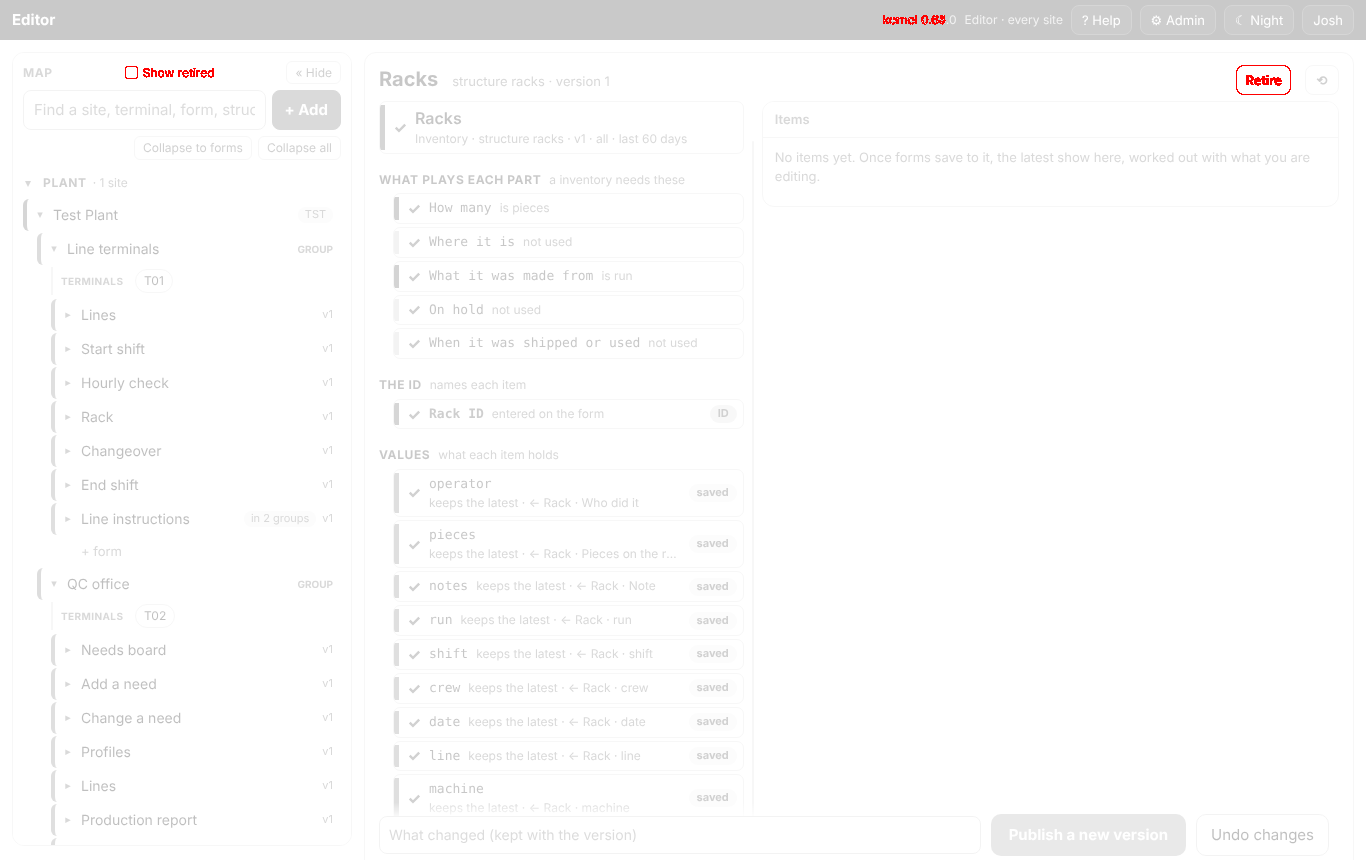 Editor
Editor · every site
? Help
⚙ Admin
☾ Night
Josh
MAP
Show retired
« Hide
Find a site, terminal, form, struc
+ Add
Collapse to forms
Collapse all
▾ PLANT · 1 site
▾ Test Plant TST
▾ Line terminals GROUP
TERMINALS T01
▸ Lines v1
▸ Start shift v1
▸ Hourly check v1
▸ Rack v1
▸ Changeover v1
▸ End shift v1
▸ Line instructions in 2 groups v1
+ form
▾ QC office GROUP
TERMINALS T02
▸ Needs board v1
▸ Add a need v1
▸ Change a need v1
▸ Profiles v1
▸ Lines v1
▸ Production report v1
Racks structure racks · version 1
Retire
Racks
Inventory · structure racks · v1 · all · last 60 days
WHAT PLAYS EACH PART a inventory needs these
How many is pieces
Where it is not used
What it was made from is run
On hold not used
When it was shipped or used not used
THE ID names each item
Rack ID entered on the form ID
VALUES what each item holds
operator
keeps the latest · ← Rack · Who did it saved
pieces
keeps the latest · ← Rack · Pieces on the r... saved
notes keeps the latest · ← Rack · Note saved
run keeps the latest · ← Rack · run saved
shift keeps the latest · ← Rack · shift saved
crew keeps the latest · ← Rack · crew saved
date keeps the latest · ← Rack · date saved
line keeps the latest · ← Rack · line saved
machine
keeps the latest · ← Rack · machine saved
Items
No items yet. Once forms save to it, the latest show here, worked out with what you are
editing.
What changed (kept with the version)
Publish a new version
Undo changes